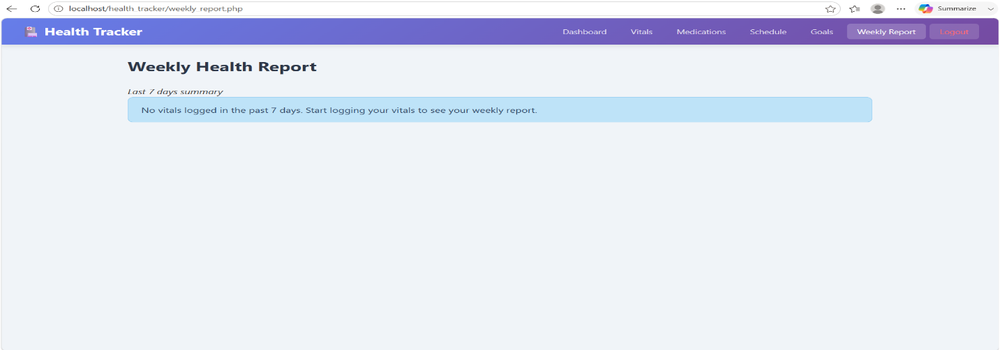 localhost/health_tracker/weekly_report.php
Summarize
Health Tracker
Dashboard
Vitals
Medications
Schedule
Goals
Weekly Report
Logout
Weekly Health Report
Last 7 days summary
No vitals logged in the past 7 days. Start logging your vitals to see your weekly report.